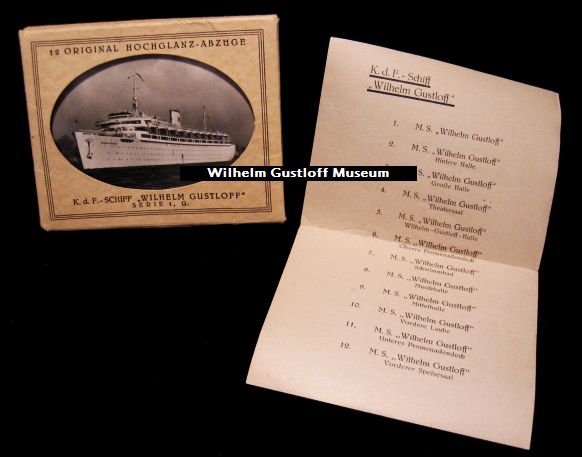 12 ORIGINAL HOCHGLANZ-ABZÜGE
Wilhelm Gustloff Museum
K. d. F.-SCHIFF „WILHELM GUSTLOFF“
SERIE 1, G.
K. d. F.-Schiff
„Wilhelm Gustloff“
1. M. S. „Wilhelm Gustloff“
2. M. S. „Wilhelm Gustloff“
Hintere Halle
M. S. „Wilhelm Gustloff“
Große Halle
4. M. S. „Wilhelm Gustloff“
Theatersaal
5. M. S. „Wilhelm Gustloff“
Wilhelm-Gustloff-Halle
6. M. S. „Wilhelm Gustloff“
Oberes Promenadendeck
7. M. S. „Wilhelm Gustloff“
Schwimmbad
8. M. S. „Wilhelm Gustloff“
Musikhalle
9. M. S. „Wilhelm Gustloff“
Mittelhalle
10. M. S. „Wilhelm Gustloff“
Vordere Laube
11. M. S. „Wilhelm Gustloff“
Unteres Promenadendeck
12. M. S. „Wilhelm Gustloff“
Vorderer Speisesaal